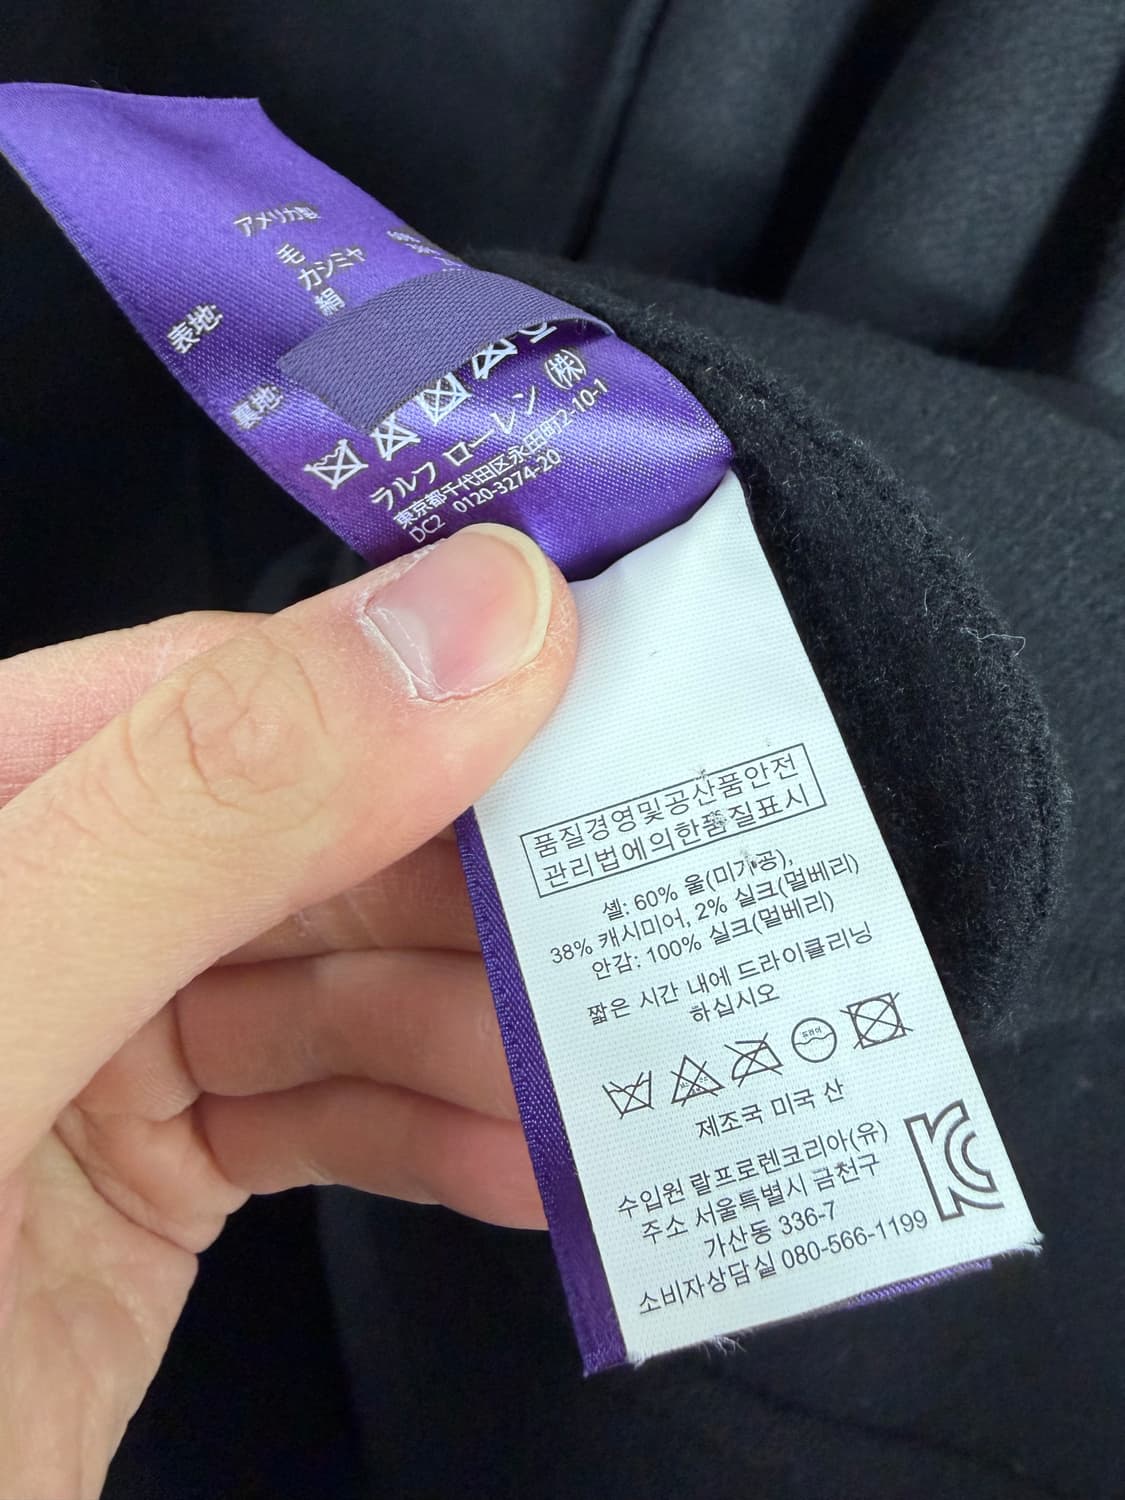 アメリカ製
表地:
毛
カシミヤ
絹
裏地:
ラルフ ローレン (株)
東京都千代田区永田町2-10-1
DC2 0120-3274-20
품질경영및공산품안전
관리법에의한품질표시
셸: 60% 울(미가공),
38% 캐시미어, 2% 실크(멀베리)
안감: 100% 실크(멀베리)
짧은 시간 내에 드라이클리닝
하십시오
드라이
제조국 미국 산
수입원 랄프로렌코리아(유)
주소 서울특별시 금천구
가산동 336-7
소비자상담실 080-566-1199